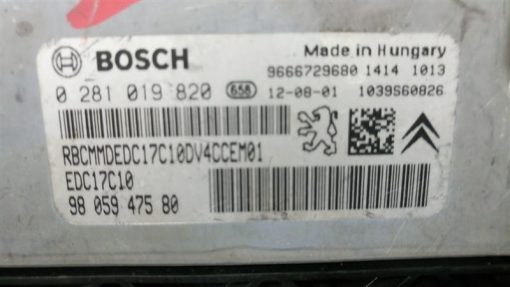 BOSCH
Made in Hungary
9666729680 1414 1013
0 281 019 820 658 12-08-01 1039S60826
RBCMMDEDC17C10DV4CCEM01
EDC17C10
98 059 475 80